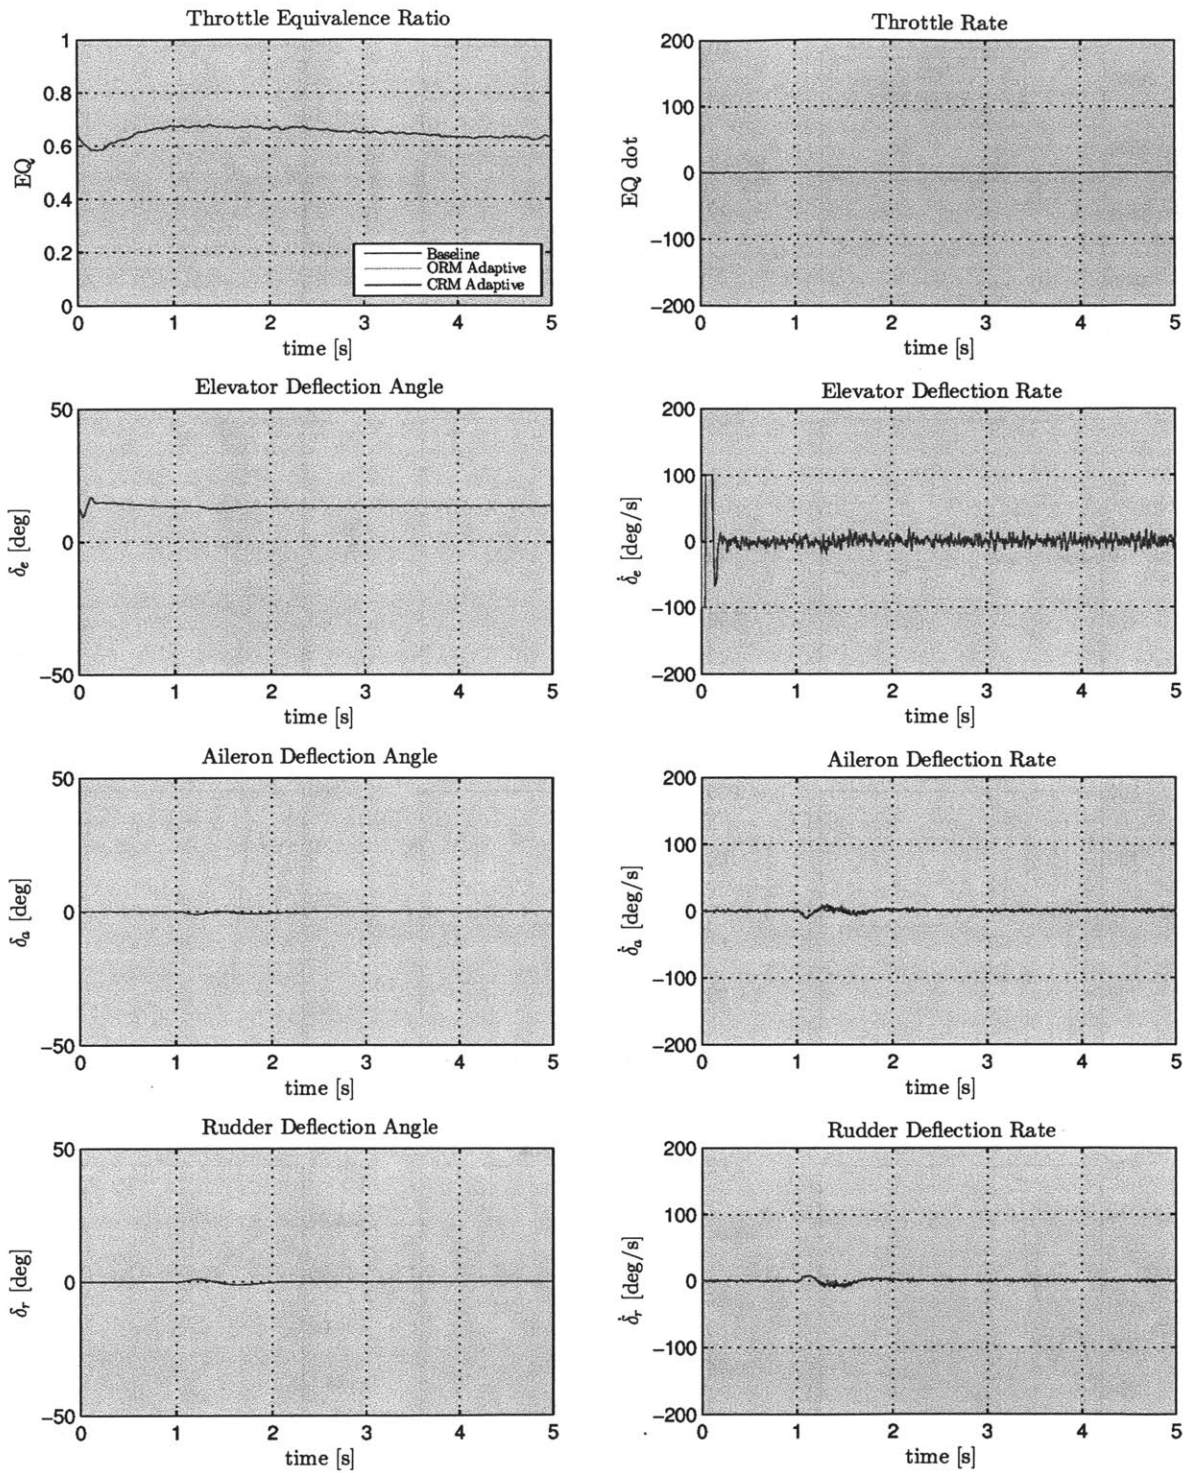 Throttle Equivalence Ratio
1
0.8
0.6
0.4
0.2
0
EQ
Baseline
ORM Adaptive
CRM Adaptive
0 1 2 3 4 5
time [s]
Throttle Rate
200
100
0
−100
−200
EQ dot
0 1 2 3 4 5
time [s]
Elevator Deflection Angle
50
0
−50
δe [deg]
0 1 2 3 4 5
time [s]
Elevator Deflection Rate
200
100
0
−100
−200
δ̇e [deg/s]
0 1 2 3 4 5
time [s]
Aileron Deflection Angle
50
0
−50
δa [deg]
0 1 2 3 4 5
time [s]
Aileron Deflection Rate
200
100
0
−100
−200
δ̇a [deg/s]
0 1 2 3 4 5
time [s]
Rudder Deflection Angle
50
0
−50
δr [deg]
0 1 2 3 4 5
time [s]
Rudder Deflection Rate
200
100
0
−100
−200
δ̇r [deg/s]
0 1 2 3 4 5
time [s]